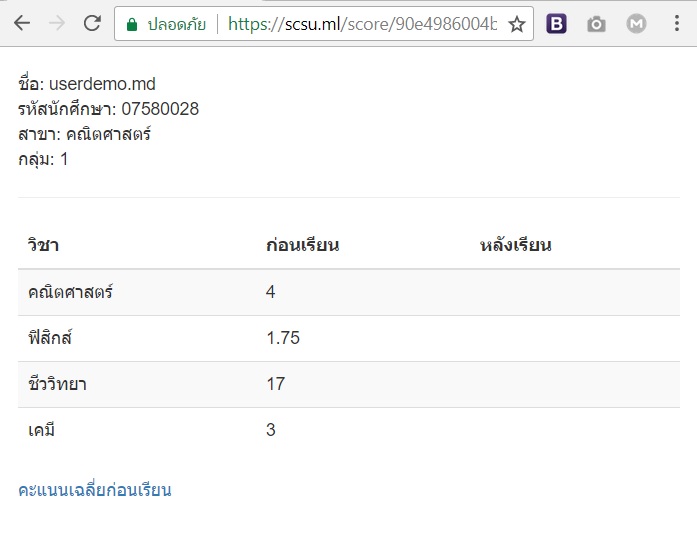 ปลอดภัย https://scsu.ml/score/90e4986004b B M
ชื่อ: userdemo.md
รหัสนักศึกษา: 07580028
สาขา: คณิตศาสตร์
กลุ่ม: 1
วิชา ก่อนเรียน หลังเรียน
คณิตศาสตร์ 4
ฟิสิกส์ 1.75
ชีววิทยา 17
เคมี 3
คะแนนเฉลี่ยก่อนเรียน